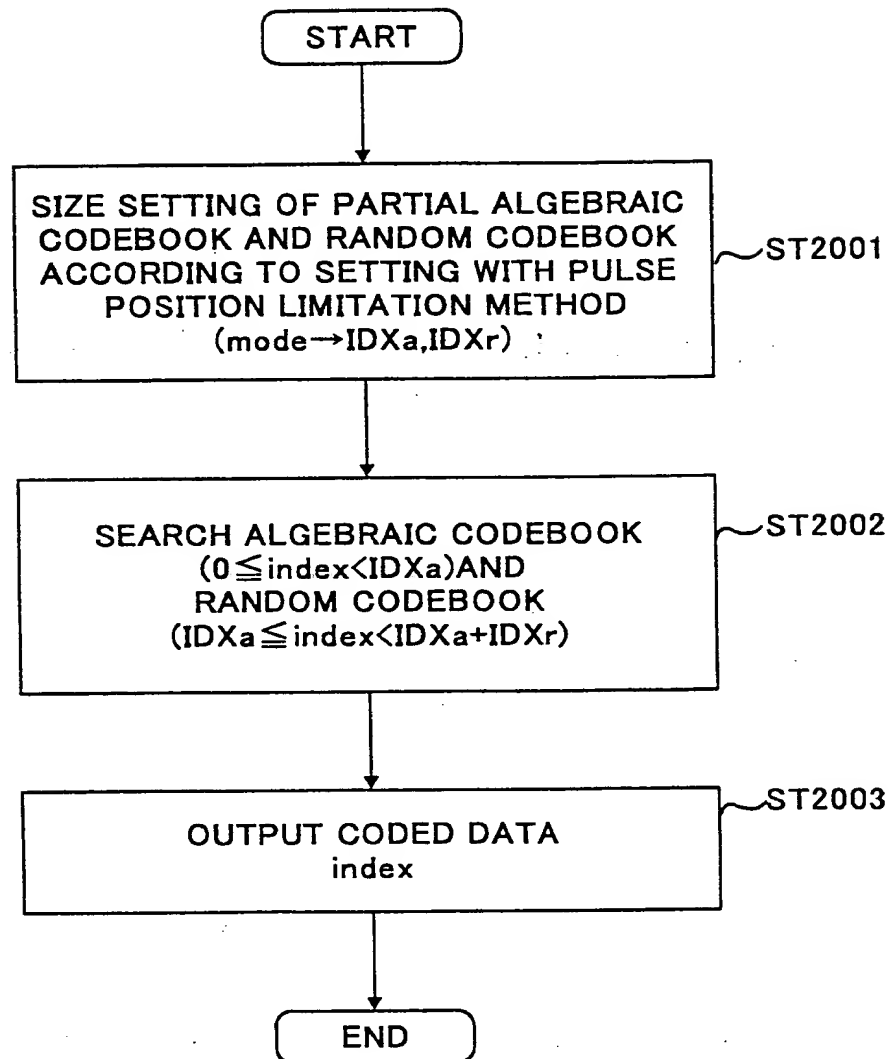 START
SIZE SETTING OF PARTIAL ALGEBRAIC
CODEBOOK AND RANDOM CODEBOOK
ACCORDING TO SETTING WITH PULSE
POSITION LIMITATION METHOD
(mode→IDXa,IDXr)
ST2001
SEARCH ALGEBRAIC CODEBOOK
(0≦index<IDXa)AND
RANDOM CODEBOOK
(IDXa≦index<IDXa+IDXr)
ST2002
OUTPUT CODED DATA
index
ST2003
END